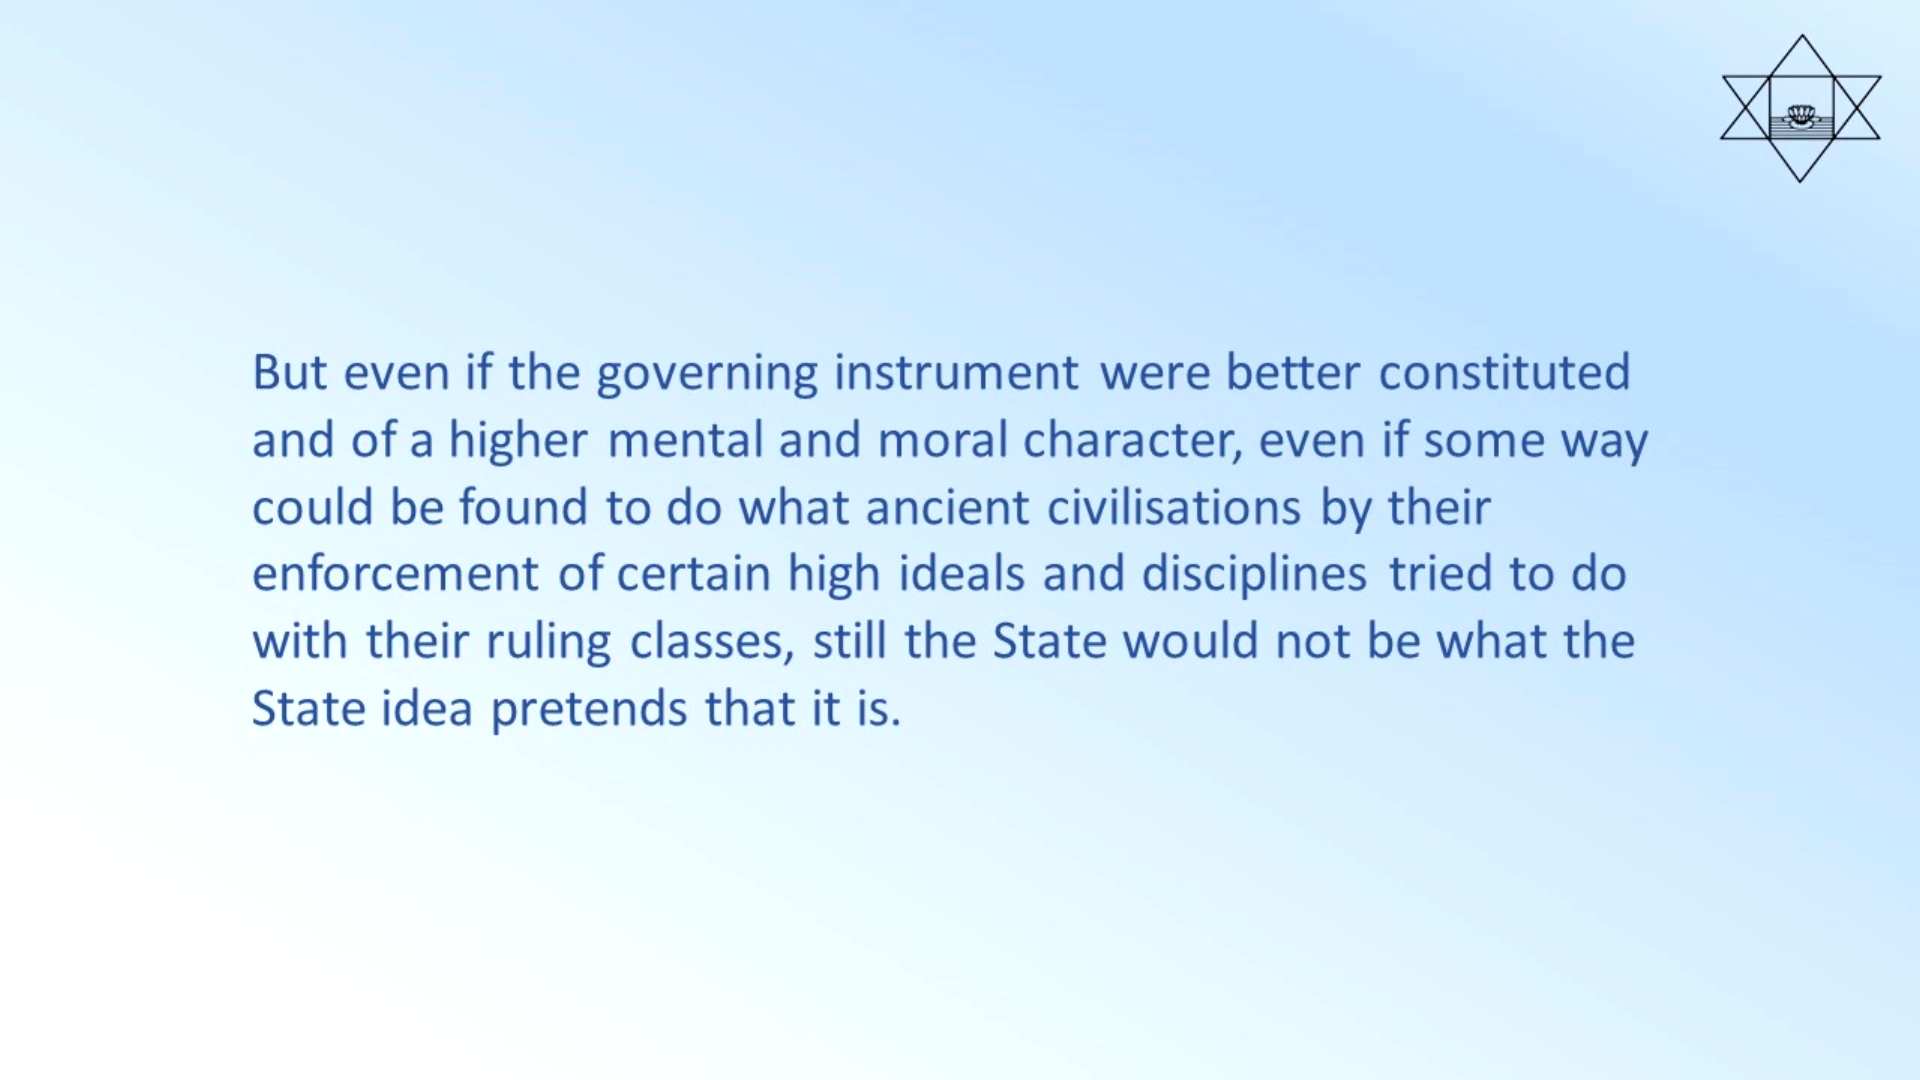 But even if the governing instrument were better constituted
and of a higher mental and moral character, even if some way
could be found to do what ancient civilisations by their
enforcement of certain high ideals and disciplines tried to do
with their ruling classes, still the State would not be what the
State idea pretends that it is.